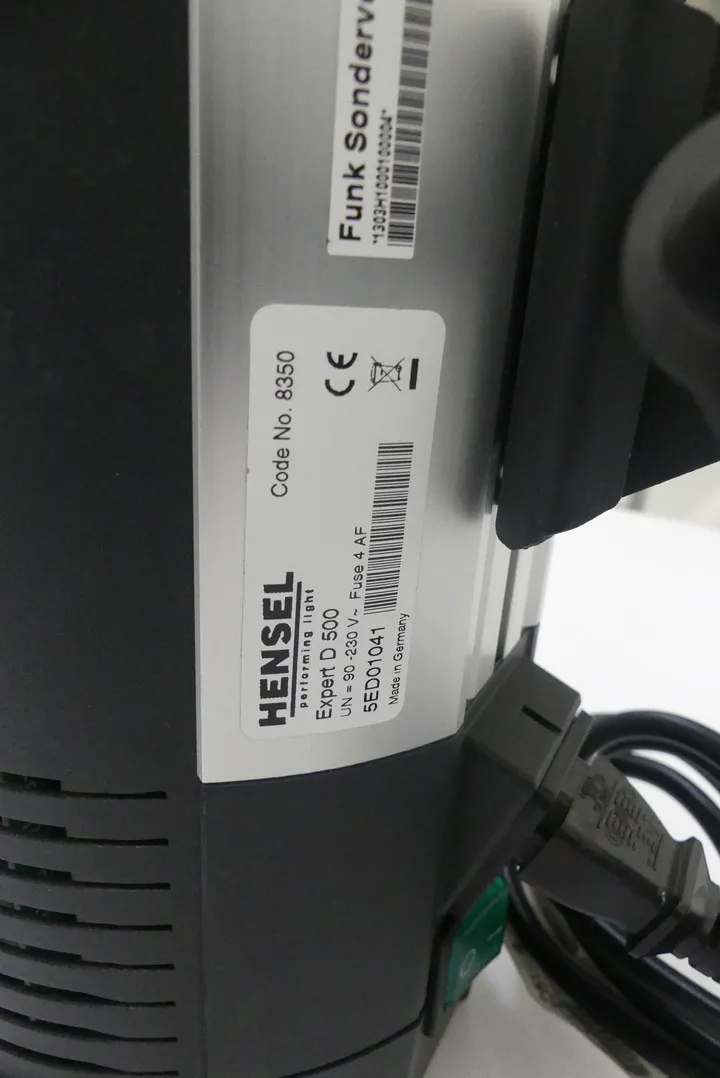 Funk Sonderv
*1303H1000100004*
Code No. 8350
CE
HENSEL
performing light
Expert D 500
UN = 90 -230 V~ Fuse 4 AF
5ED01041
Made in Germany